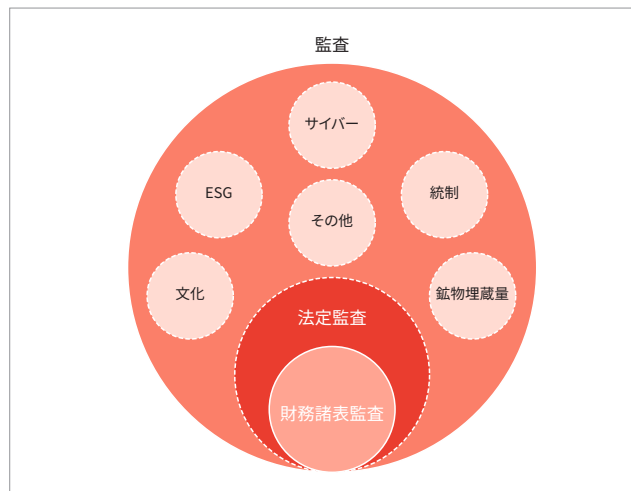 監査
サイバー
ESG
その他
統制
文化
鉱物埋蔵量
法定監査
財務諸表監査